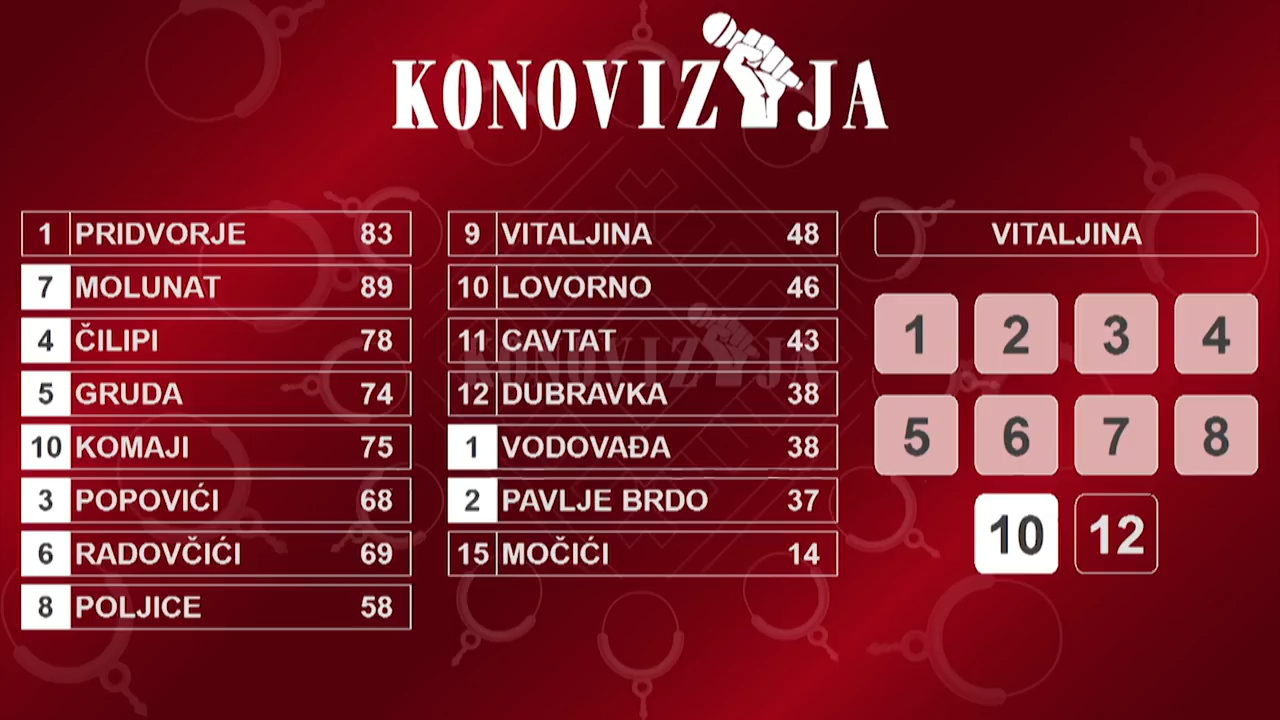 KONOVIZIJA
1 PRIDVORJE 83
7 MOLUNAT 89
4 ČILIPI 78
5 GRUDA 74
10 KOMAJI 75
3 POPOVIĆI 68
6 RADOVČIĆI 69
8 POLJICE 58
9 VITALJINA 48
10 LOVORNO 46
11 CAVTAT 43
12 DUBRAVKA 38
1 VODOVAĐA 38
2 PAVLJE BRDO 37
15 MOČIĆI 14
KONOVIZIJA
VITALJINA
1 2 3 4
5 6 7 8
10 12